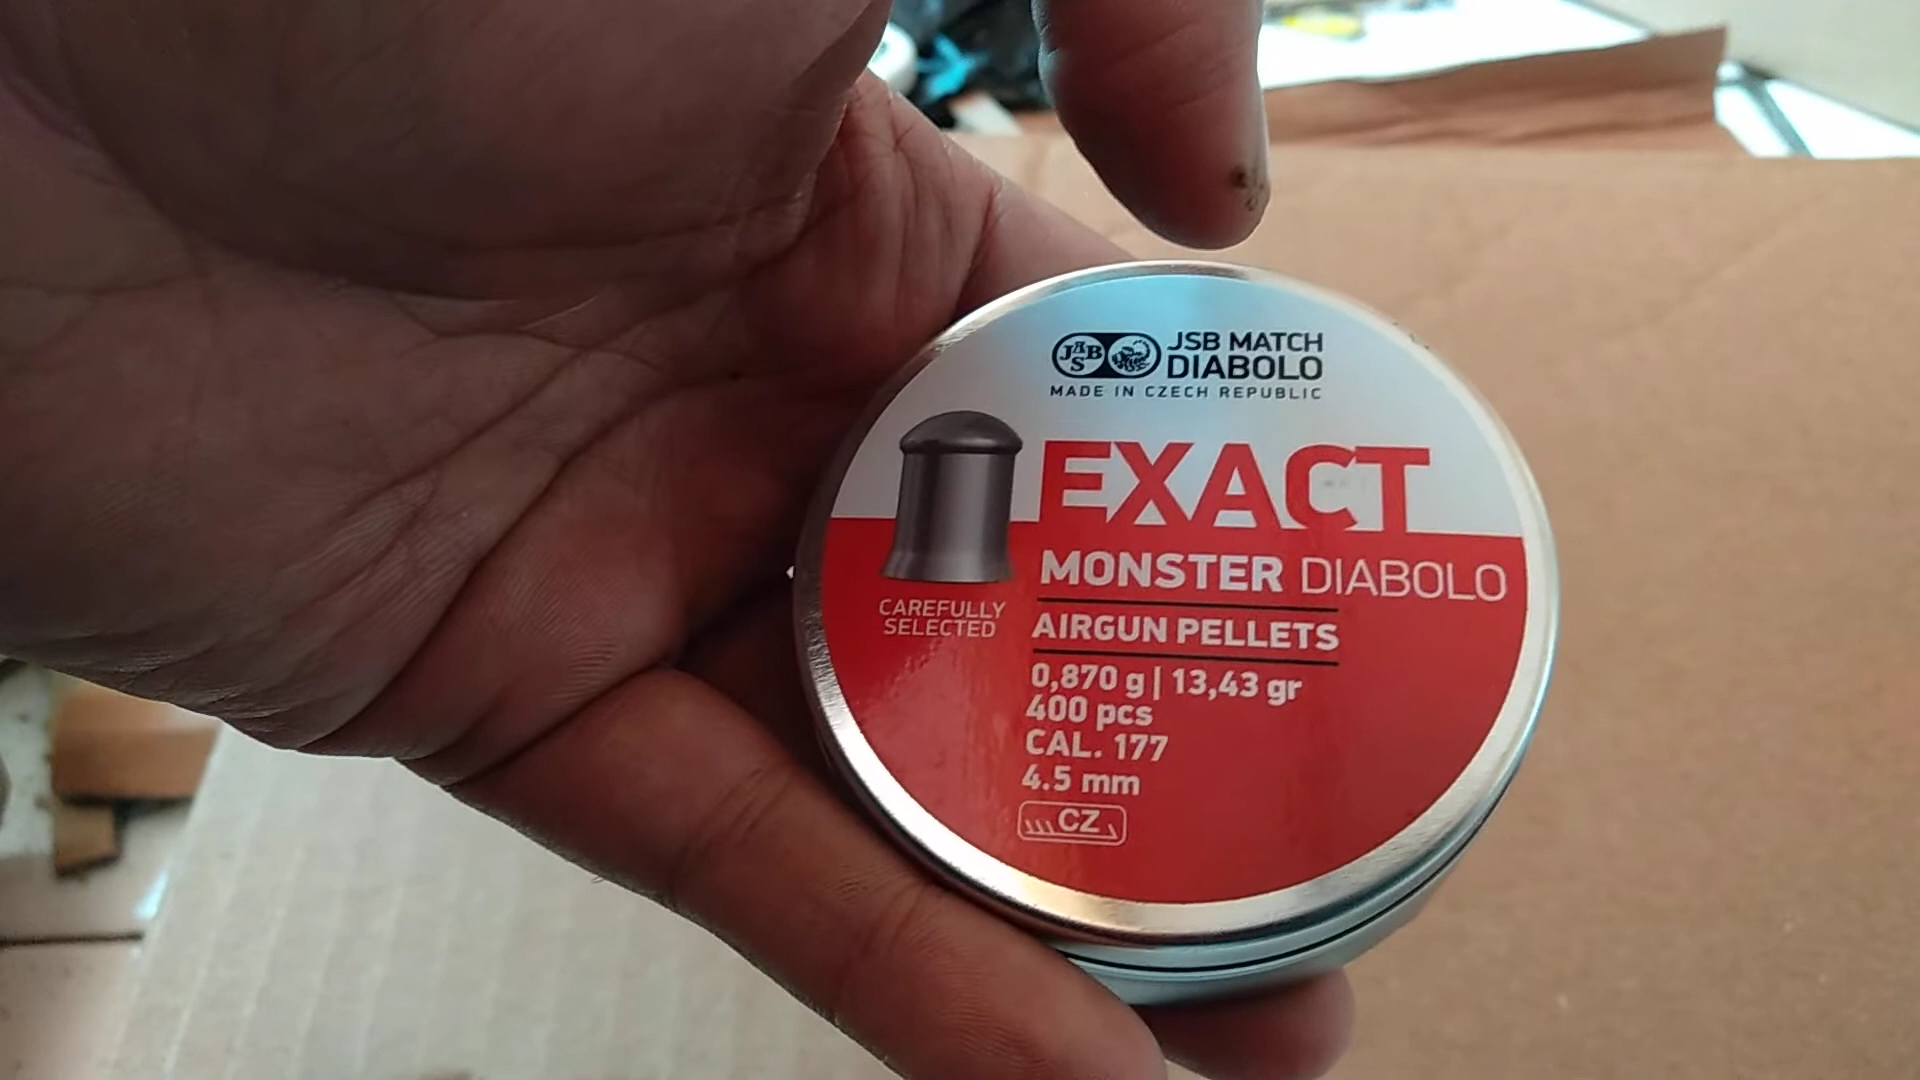 JASB
JSB MATCH
DIABOLO
MADE IN CZECH REPUBLIC
EXACT
MONSTER DIABOLO
CAREFULLY
SELECTED
AIRGUN PELLETS
0,870 g | 13,43 gr
400 pcs
CAL. 177
4.5 mm
CZ